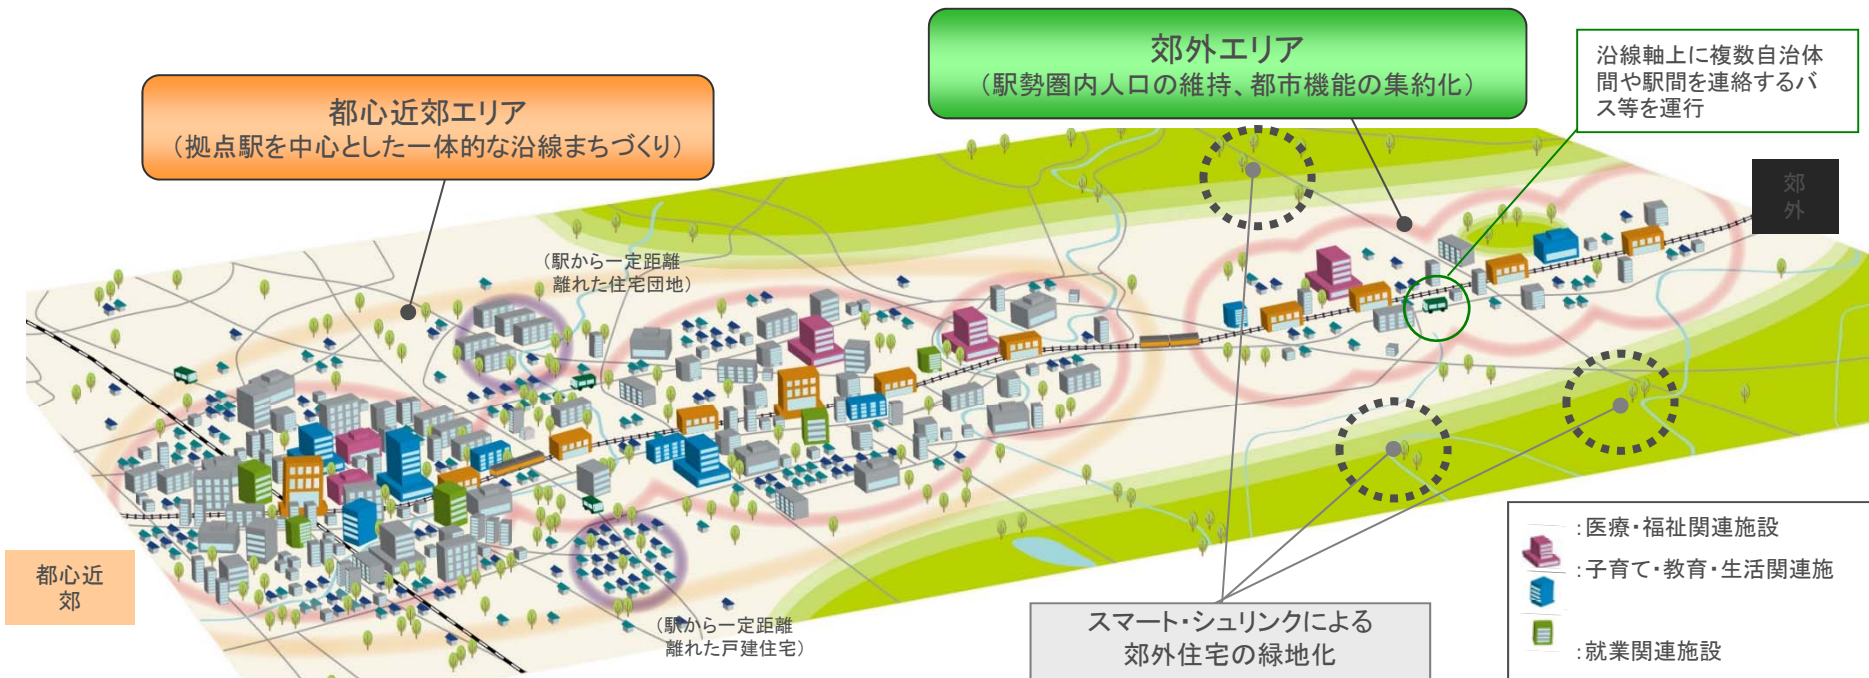 都心近郊エリア
（拠点駅を中心とした一体的な沿線まちづくり）
郊外エリア
（駅勢圏内人口の維持、都市機能の集約化）
沿線軸上に複数自治体
間や駅間を連絡するバ
ス等を運行
郊
外
（駅から一定距離
離れた住宅団地）
都心近
郊
（駅から一定距離
離れた戸建住宅）
スマート・シュリンクによる
郊外住宅の緑地化
：医療・福祉関連施設
：子育て・教育・生活関連施
：就業関連施設